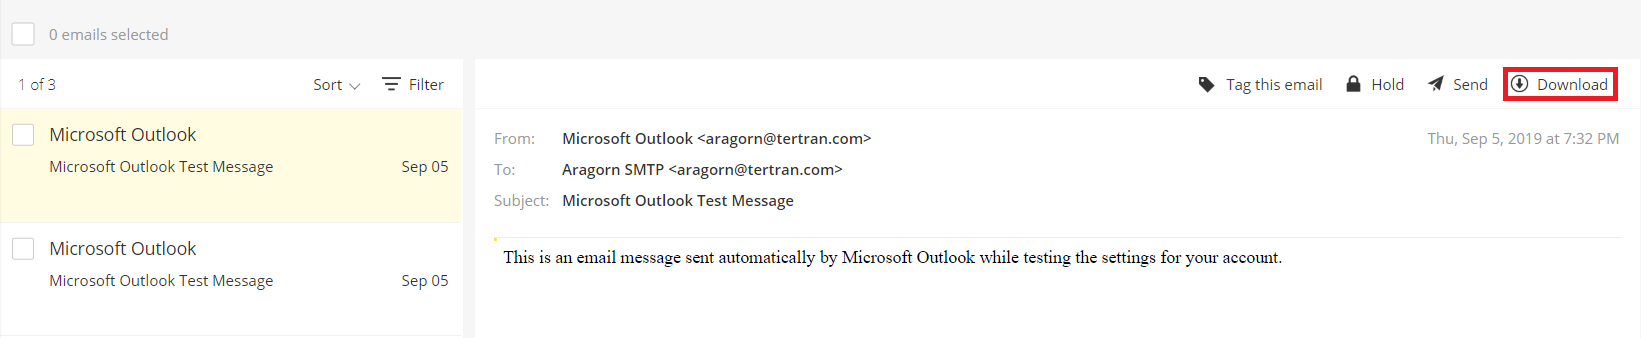 0 emails selected
1 of 3 Sort Filter
Microsoft Outlook
Microsoft Outlook Test Message Sep 05
Microsoft Outlook
Microsoft Outlook Test Message Sep 05
Tag this email Hold Send Download
From: Microsoft Outlook <aragorn@tertran.com> Thu, Sep 5, 2019 at 7:32 PM
To: Aragorn SMTP <aragorn@tertran.com>
Subject: Microsoft Outlook Test Message
This is an email message sent automatically by Microsoft Outlook while testing the settings for your account.